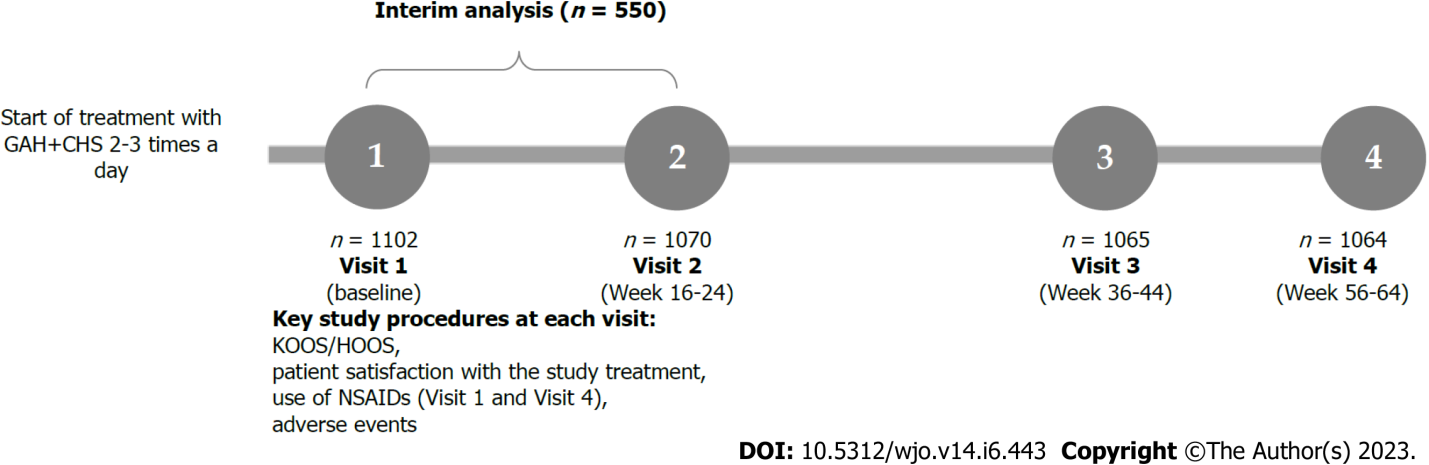 Interim analysis (n = 550)
Start of treatment with
GAH+CHS 2-3 times a
day
1
2
3
4
n = 1102
Visit 1
(baseline)
n = 1070
Visit 2
(Week 16-24)
n = 1065
Visit 3
(Week 36-44)
n = 1064
Visit 4
(Week 56-64)
Key study procedures at each visit:
KOOS/HOOS,
patient satisfaction with the study treatment,
use of NSAIDs (Visit 1 and Visit 4),
adverse events
DOI: 10.5312/wjo.v14.i6.443 Copyright ©The Author(s) 2023.